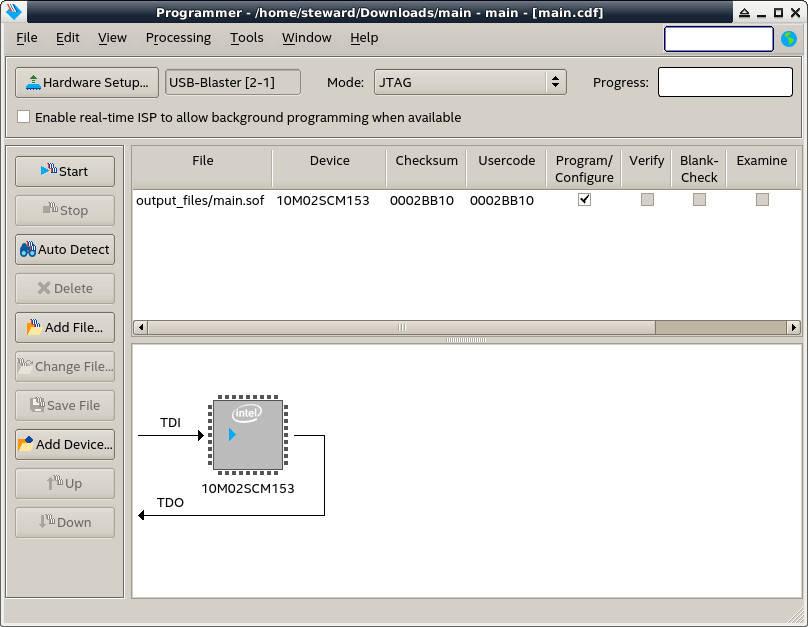 Programmer - /home/steward/Downloads/main - main - [main.cdf]
File Edit View Processing Tools Window Help
Hardware Setup... USB-Blaster [2-1] Mode: JTAG Progress:
Enable real-time ISP to allow background programming when available
Start
Stop
Auto Detect
Delete
Add File...
Change File...
Save File
Add Device...
Up
Down
File Device Checksum Usercode Program/ Verify Blank- Examine
Configure Check
output_files/main.sof 10M02SCM153 0002BB10 0002BB10
intel
TDI
10M02SCM153
TDO